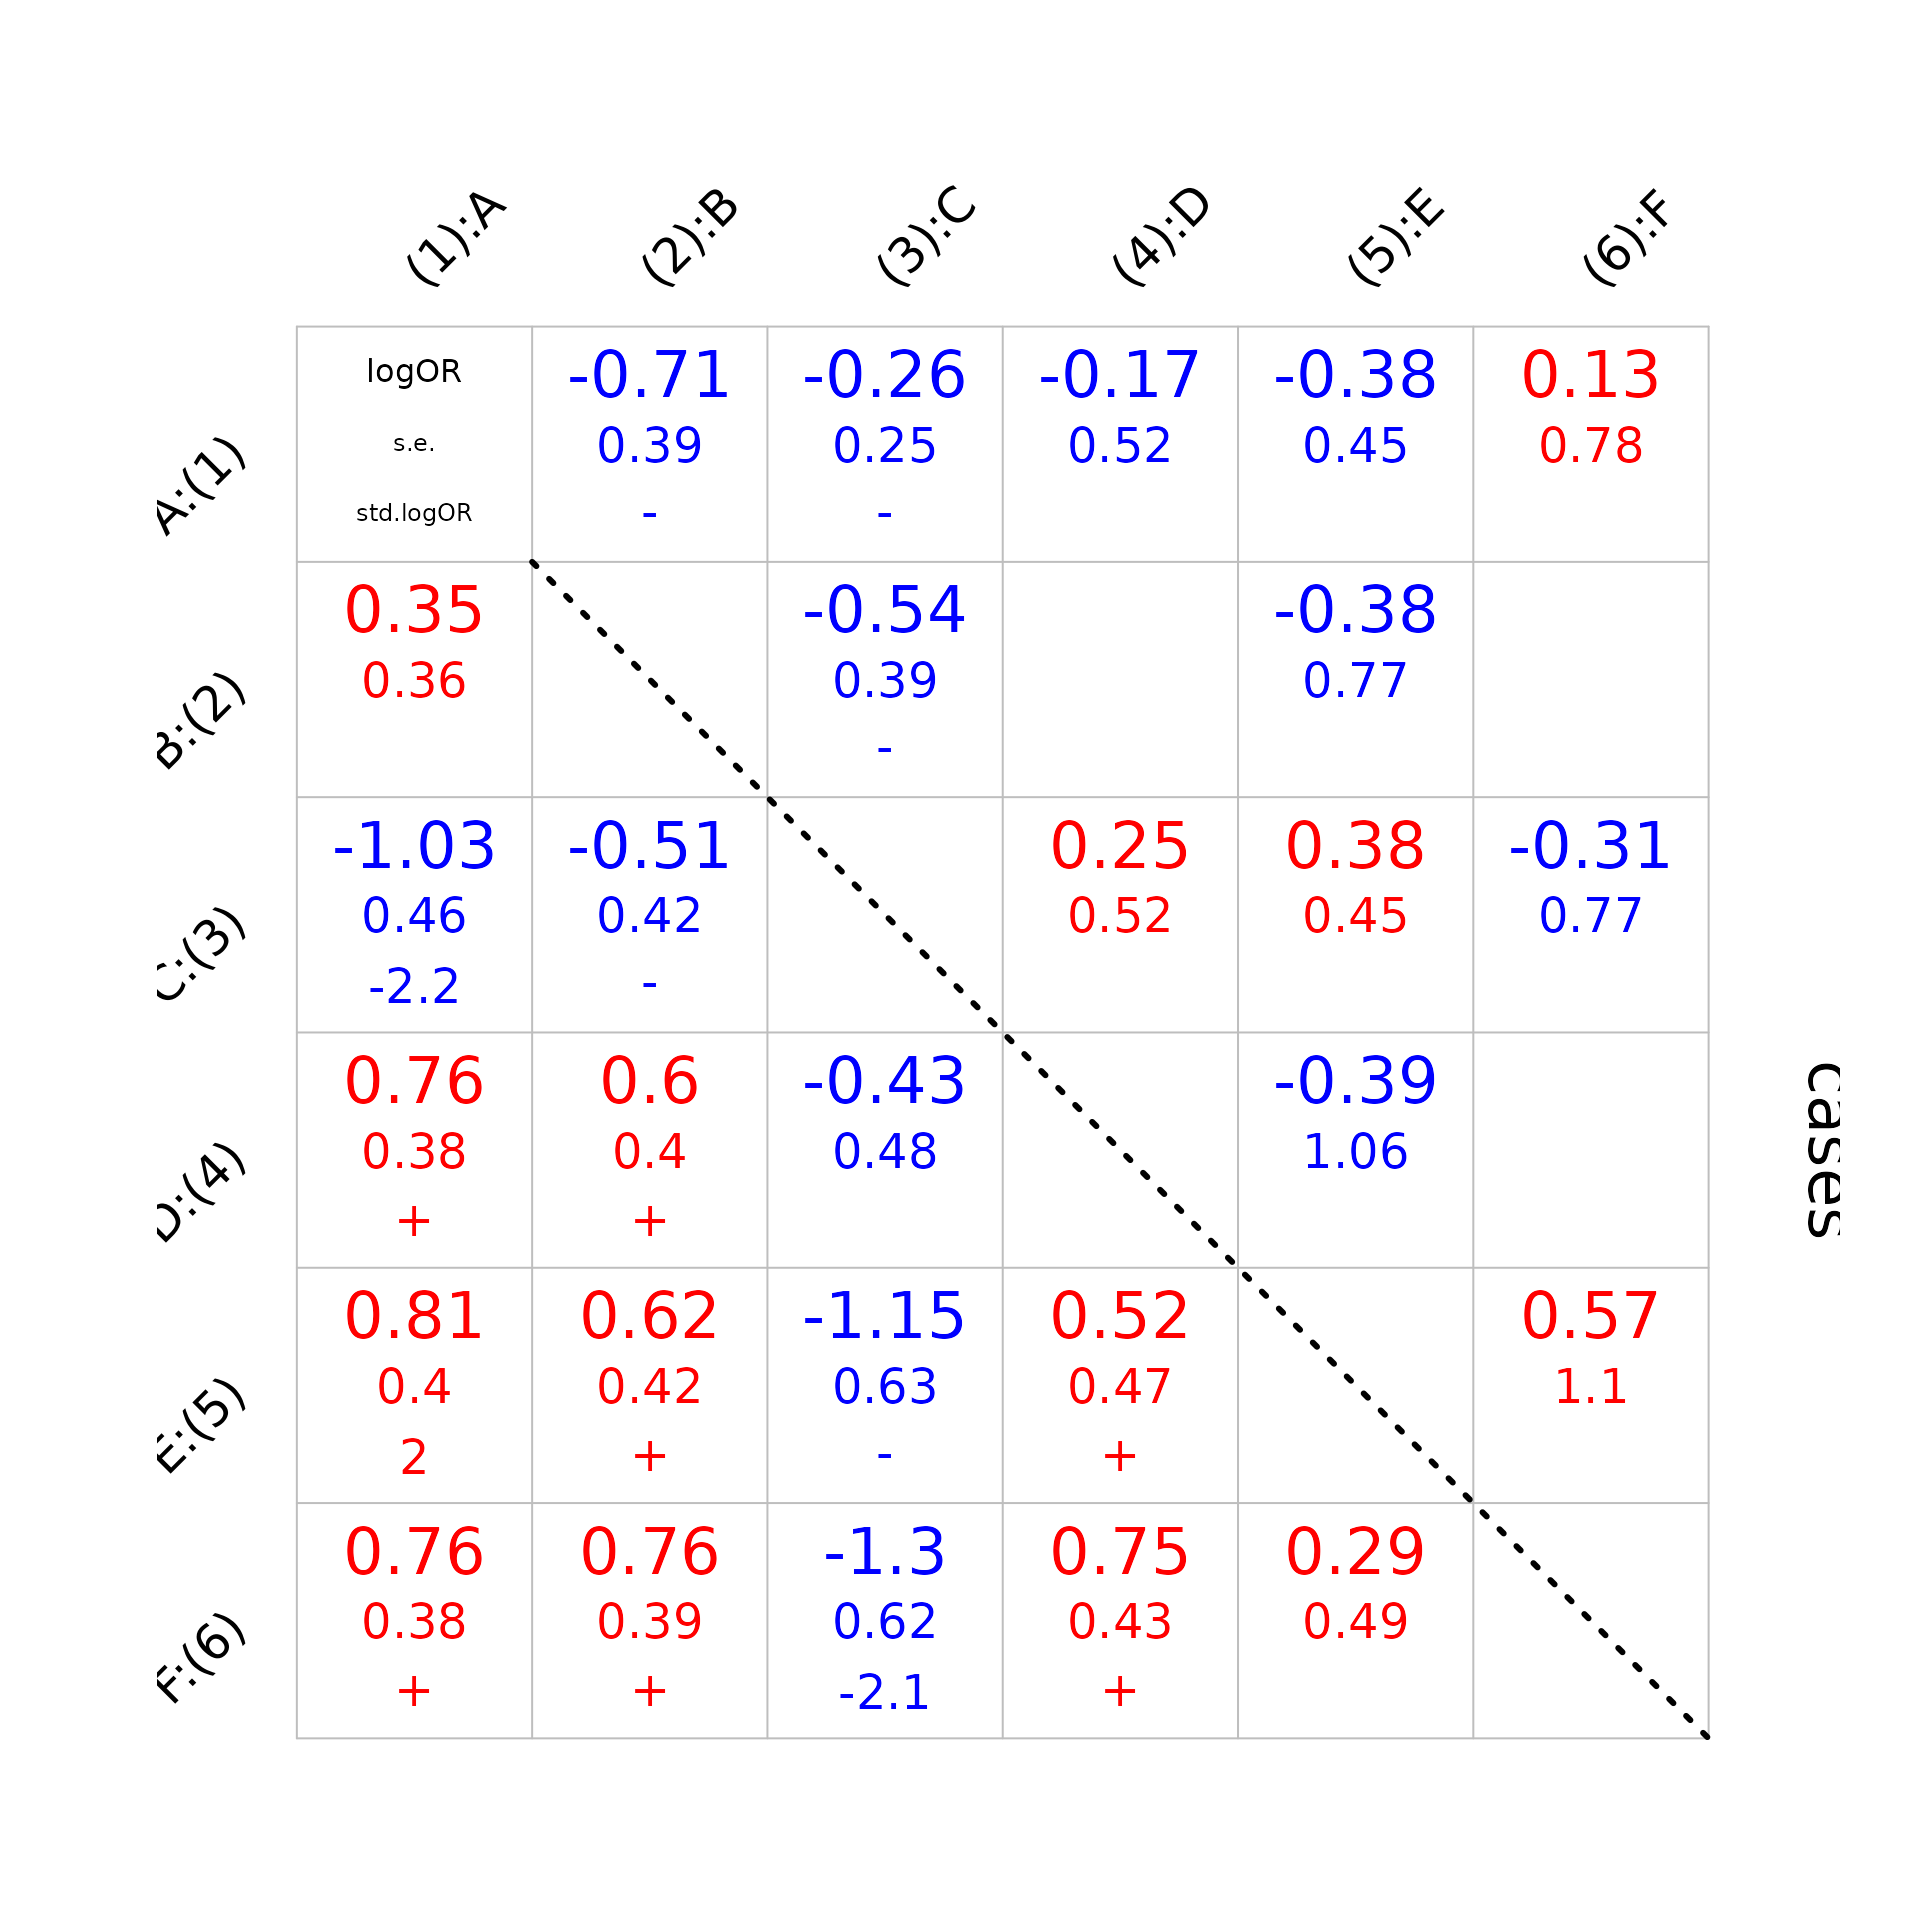 (1):A (2):B (3):C (4):D (5):E (6):F
logOR -0.71 -0.26 -0.17 -0.38 0.13
A:(1) s.e. 0.39 0.25 0.52 0.45 0.78
std.logOR - -
0.35 -0.54 -0.38
B:(2) 0.36 0.39 0.77
-
-1.03 -0.51 0.25 0.38 -0.31
C:(3) 0.46 0.42 0.52 0.45 0.77
-2.2 -
0.76 0.6 -0.43 -0.39
D:(4) 0.38 0.4 0.48 1.06
+ +
cases
0.81 0.62 -1.15 0.52 0.57
E:(5) 0.4 0.42 0.63 0.47 1.1
2 + - +
0.76 0.76 -1.3 0.75 0.29
F:(6) 0.38 0.39 0.62 0.43 0.49
+ + -2.1 +